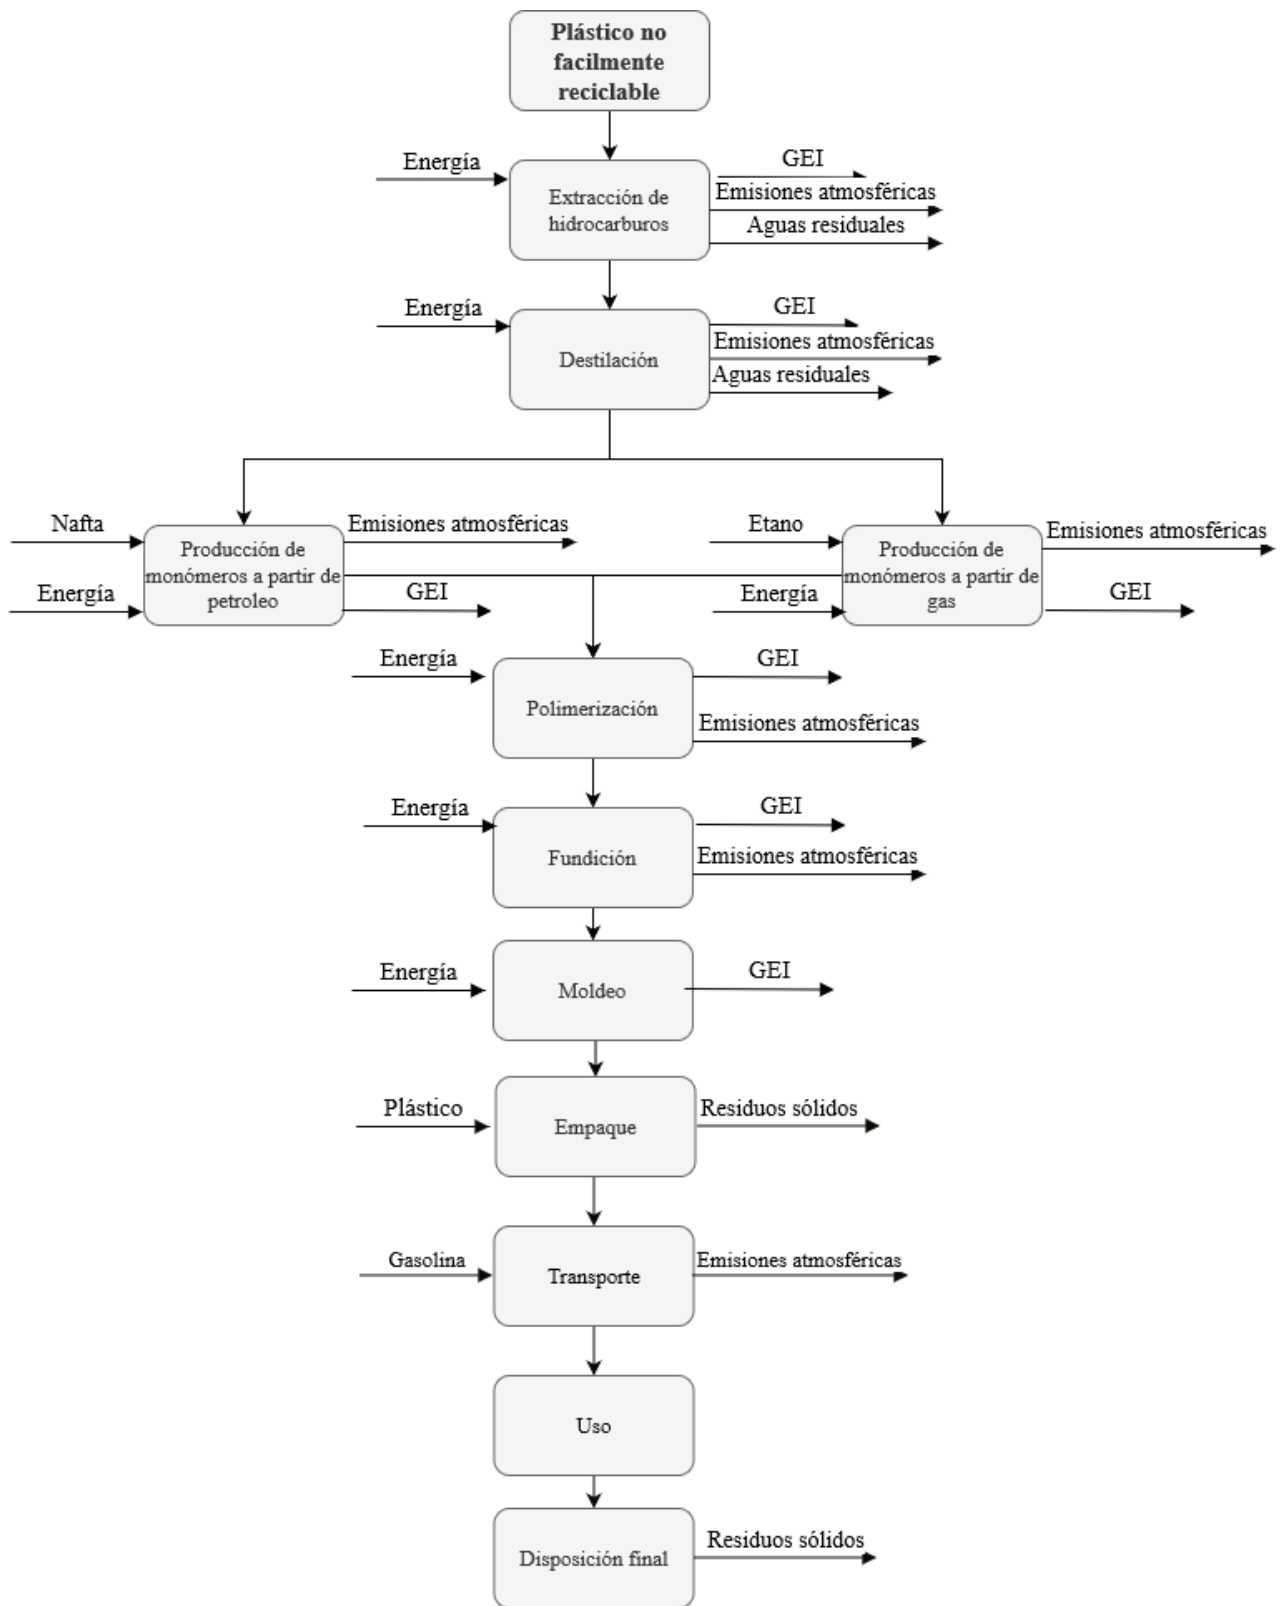 Plástico no
facilmente
reciclable
Energía
GEI
Extracción de
hidrocarburos
Emisiones atmosféricas
Aguas residuales
Energía
GEI
Destilación
Emisiones atmosféricas
Aguas residuales
Nafta
Energía
Producción de
monómeros a partir de
petroleo
Emisiones atmosféricas
GEI
Etano
Energía
Producción de
monómeros a partir de
gas
Emisiones atmosféricas
GEI
Energía
Polimerización
GEI
Emisiones atmosféricas
Energía
Fundición
GEI
Emisiones atmosféricas
Energía
Moldeo
GEI
Plástico
Empaque
Residuos sólidos
Gasolina
Transporte
Emisiones atmosféricas
Uso
Disposición final
Residuos sólidos